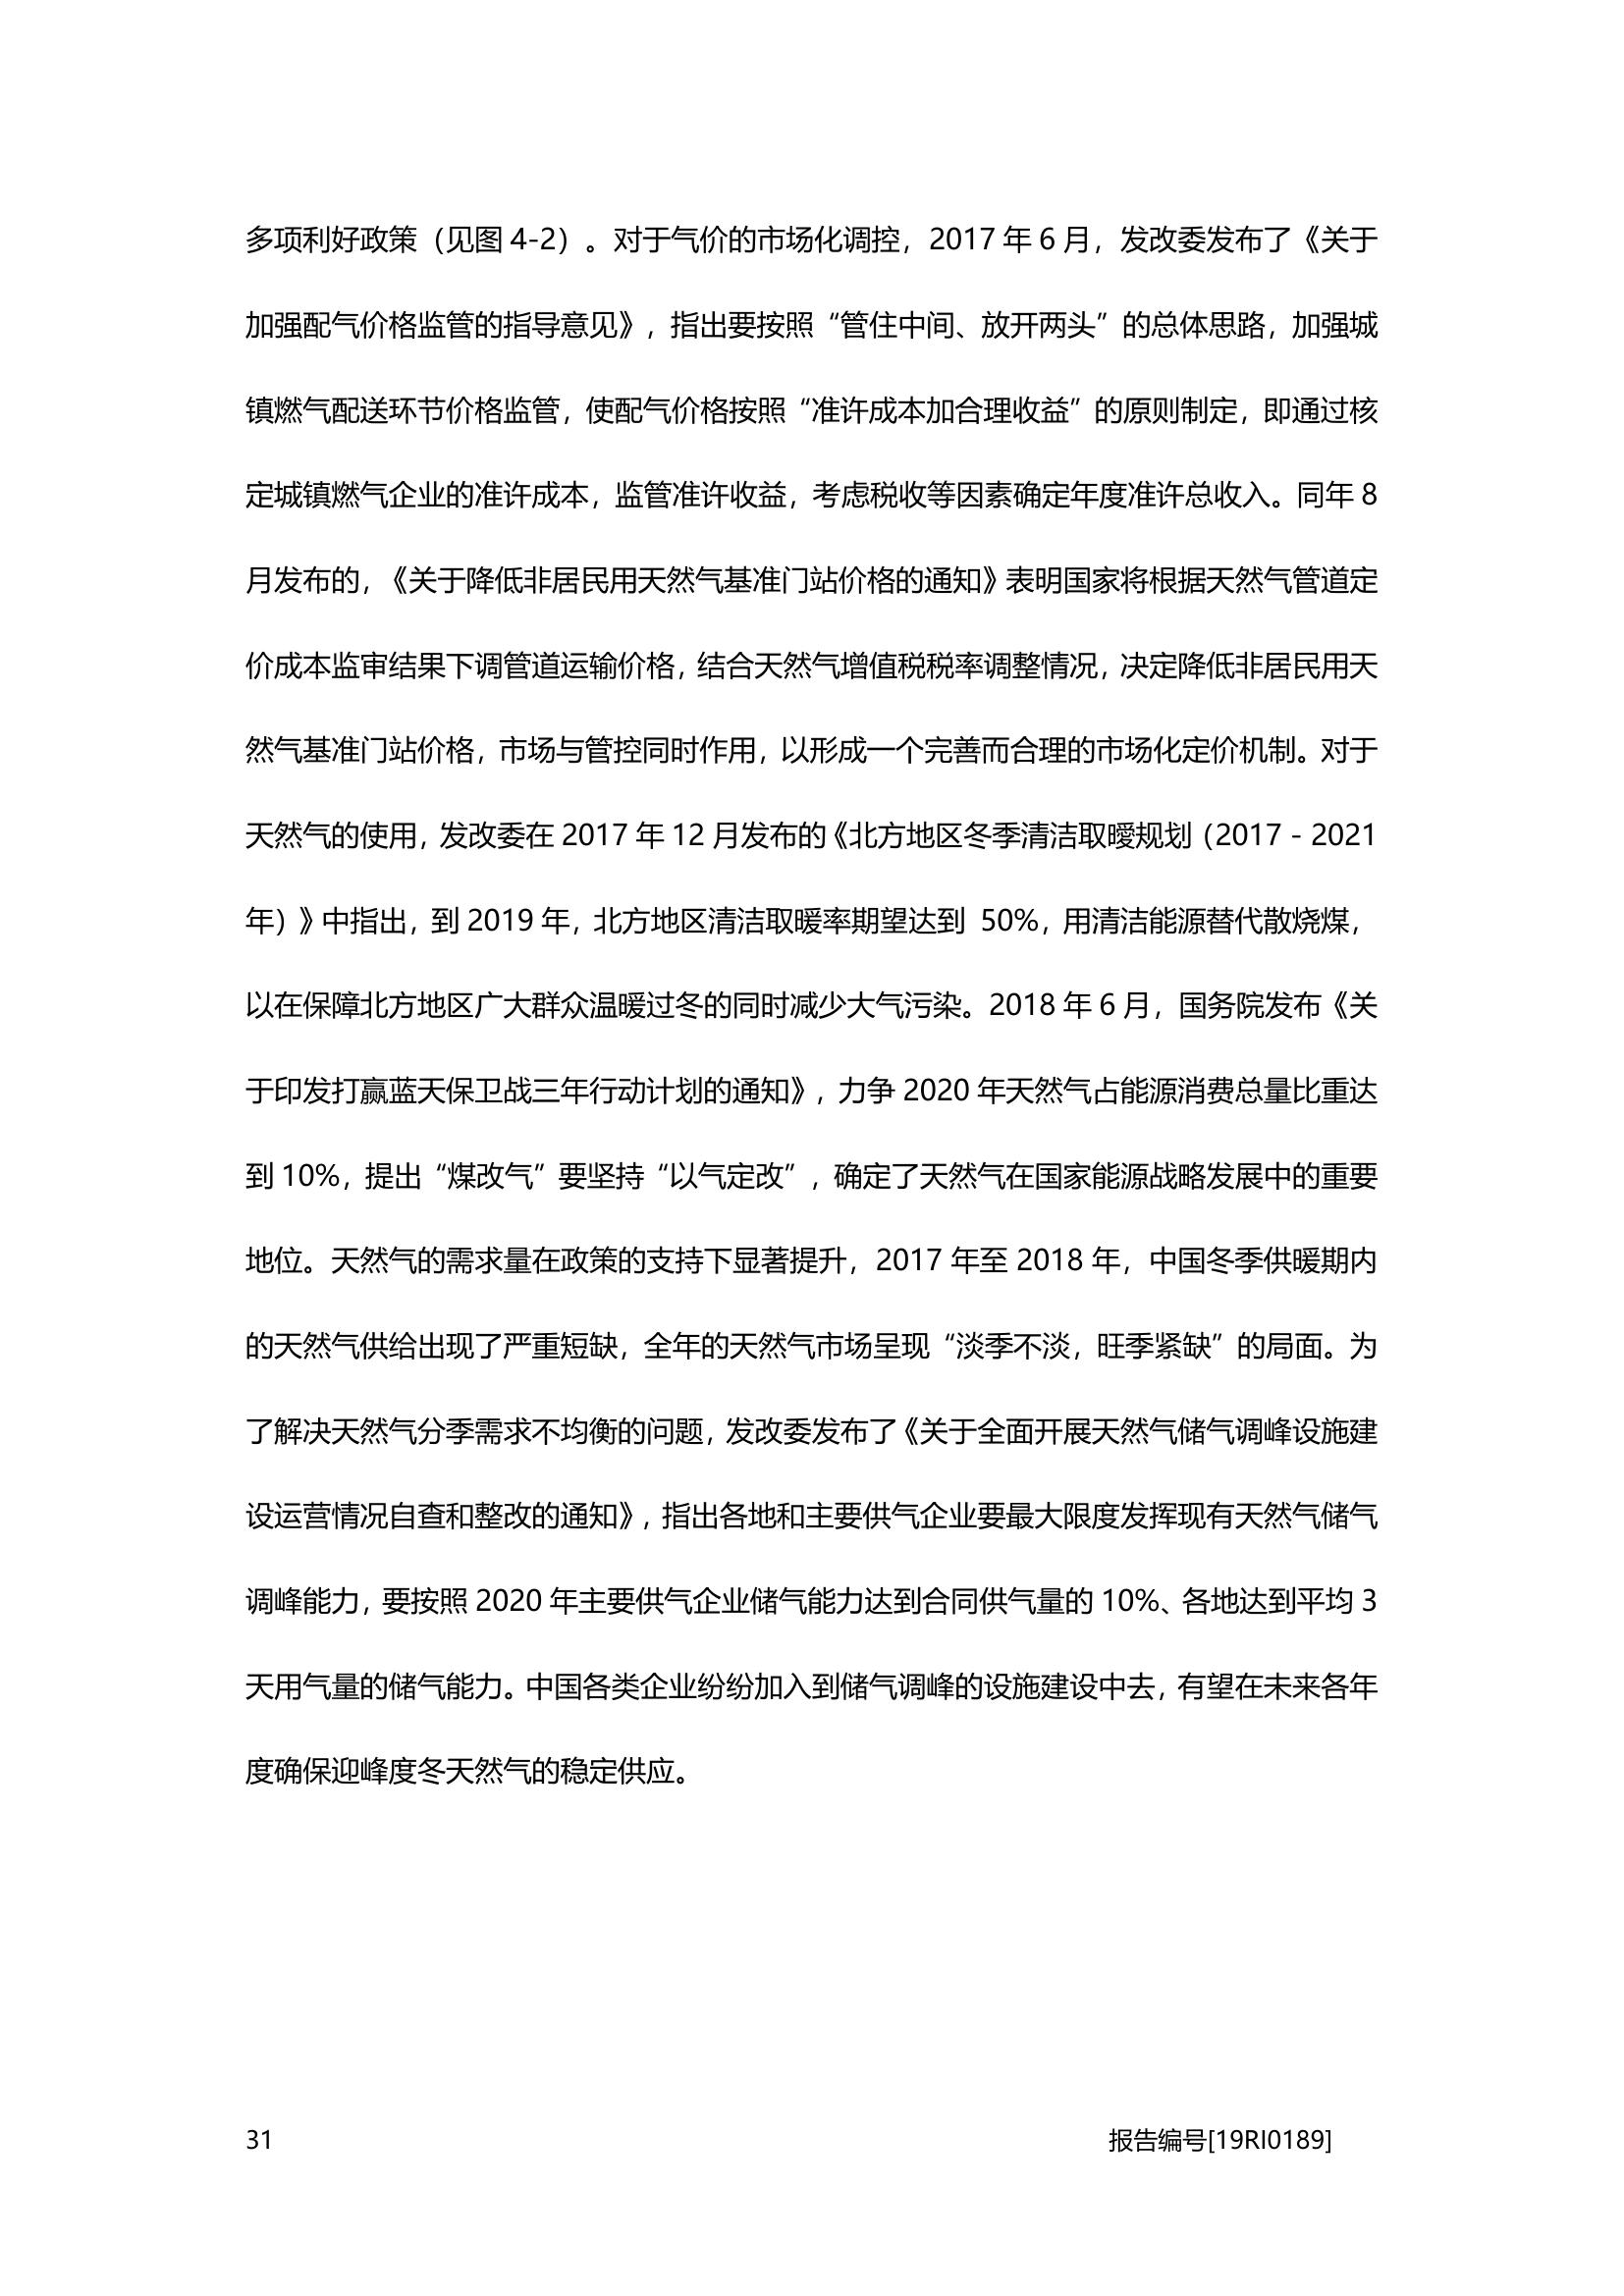 多项利好政策（见图 4-2）。对于气价的市场化调控，2017 年 6 月，发改委发布了《关于
加强配气价格监管的指导意见》，指出要按照“管住中间、放开两头”的总体思路，加强城
镇燃气配送环节价格监管，使配气价格按照“准许成本加合理收益”的原则制定，即通过核
定城镇燃气企业的准许成本，监管准许收益，考虑税收等因素确定年度准许总收入。同年 8
月发布的，《关于降低非居民用天然气基准门站价格的通知》表明国家将根据天然气管道定
价成本监审结果下调管道运输价格，结合天然气增值税税率调整情况，决定降低非居民用天
然气基准门站价格，市场与管控同时作用，以形成一个完善而合理的市场化定价机制。对于
天然气的使用，发改委在 2017 年 12 月发布的《北方地区冬季清洁取暧规划（2017 - 2021
年）》中指出，到 2019 年，北方地区清洁取暖率期望达到 50%，用清洁能源替代散烧煤，
以在保障北方地区广大群众温暖过冬的同时减少大气污染。2018 年 6 月，国务院发布《关
于印发打赢蓝天保卫战三年行动计划的通知》，力争 2020 年天然气占能源消费总量比重达
到 10%，提出“煤改气”要坚持“以气定改”，确定了天然气在国家能源战略发展中的重要
地位。天然气的需求量在政策的支持下显著提升，2017 年至 2018 年，中国冬季供暖期内
的天然气供给出现了严重短缺，全年的天然气市场呈现“淡季不淡，旺季紧缺”的局面。为
了解决天然气分季需求不均衡的问题，发改委发布了《关于全面开展天然气储气调峰设施建
设运营情况自查和整改的通知》，指出各地和主要供气企业要最大限度发挥现有天然气储气
调峰能力，要按照 2020 年主要供气企业储气能力达到合同供气量的 10%、各地达到平均 3
天用气量的储气能力。中国各类企业纷纷加入到储气调峰的设施建设中去，有望在未来各年
度确保迎峰度冬天然气的稳定供应。
31 报告编号[19RI0189]